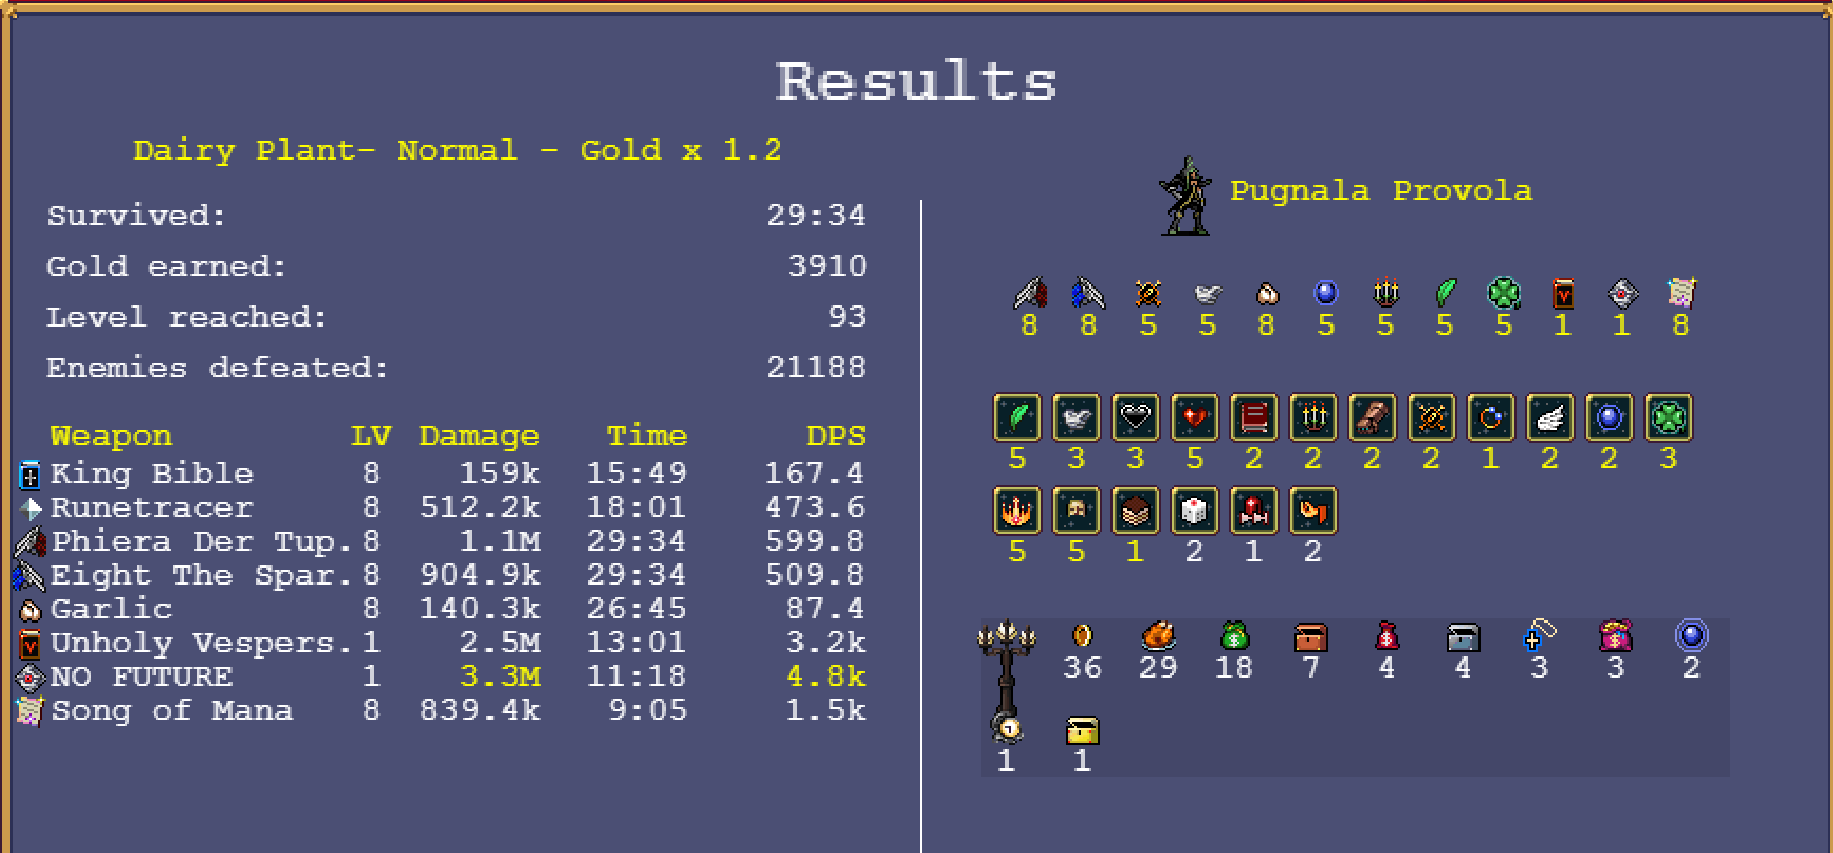 Results
Dairy Plant- Normal - Gold x 1.2
Survived: 29:34
Gold earned: 3910
Level reached: 93
Enemies defeated: 21188
Weapon LV Damage Time DPS
King Bible 8 159k 15:49 167.4
Runetracer 8 512.2k 18:01 473.6
Phiera Der Tup. 8 1.1M 29:34 599.8
Eight The Spar. 8 904.9k 29:34 509.8
Garlic 8 140.3k 26:45 87.4
Unholy Vespers. 1 2.5M 13:01 3.2k
NO FUTURE 1 3.3M 11:18 4.8k
Song of Mana 8 839.4k 9:05 1.5k
Pugnala Provola
8 8 5 5 8 5 5 5 5 1 1 8
5 3 3 5 2 2 2 2 1 2 2 3
5 5 1 2 1 2
36 29 18 7 4 4 3 3 2
1 1